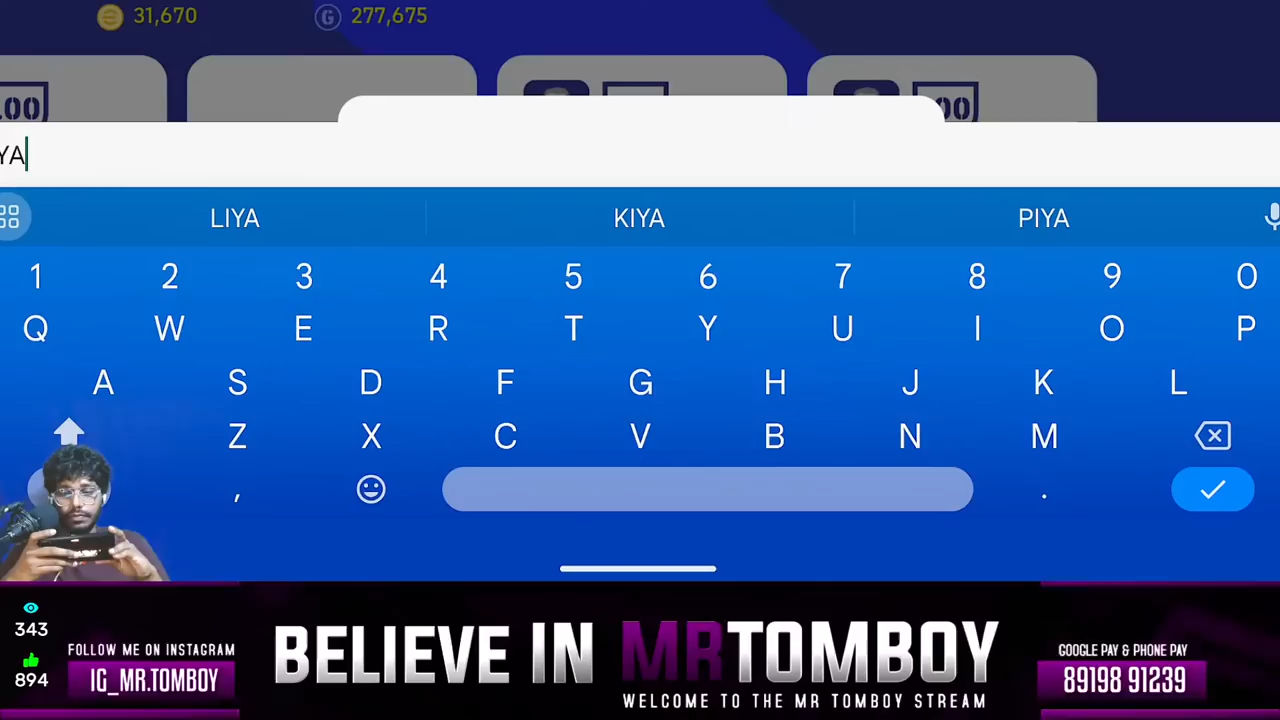 31,670 277,675
.00 .00
YA
LIYA KIYA PIYA
1 2 3 4 5 6 7 8 9 0
Q W E R T Y U I O P
A S D F G H J K L
Z X C V B N M
, .
343
894
FOLLOW ME ON INSTAGRAM
IG_MR.TOMBOY
BELIEVE IN MRTOMBOY
WELCOME TO THE MR TOMBOY STREAM
GOOGLE PAY & PHONE PAY
89198 91239